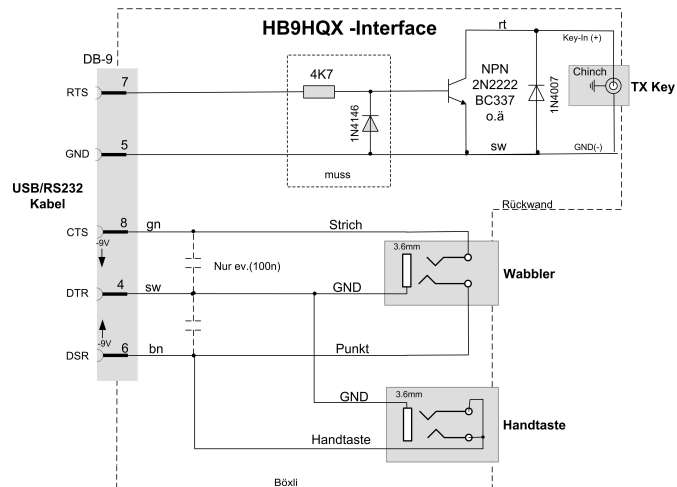 HB9HQX -Interface
rt
Key-In (+)
DB-9
7
4K7
NPN
2N2222
BC337
o.ä
1N4007
Chinch
TX Key
RTS
1N4146
5
GND
sw
GND(-)
muss
USB/RS232
Kabel
Rückwand
8
gn
Strich
CTS
-9V
3.6mm
Nur ev.(100n)
Wabbler
4
sw
GND
DTR
-9V
6
bn
Punkt
DSR
GND
3.6mm
Handtaste
Handtaste
Böxli